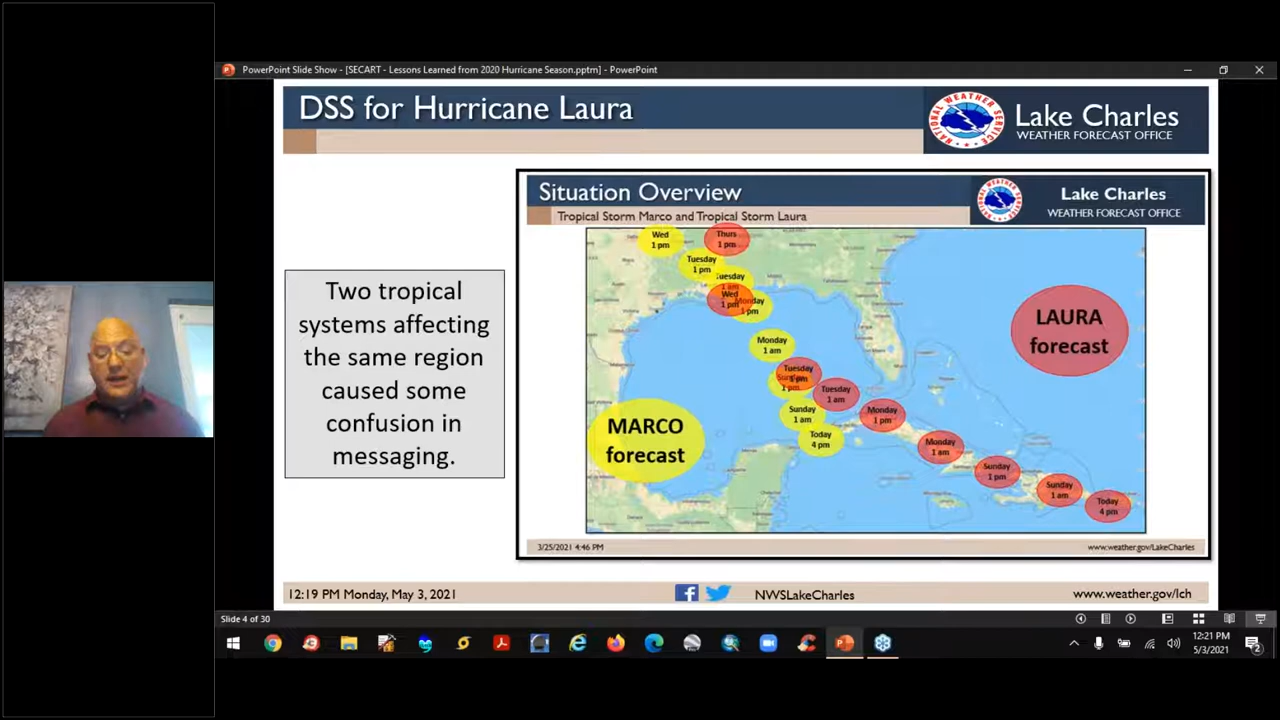 PowerPoint Slide Show - [SECART - Lessons Learned from 2020 Hurricane Season.pptm] - PowerPoint
DSS for Hurricane Laura
NATIONAL WEATHER SERVICE
Lake Charles
WEATHER FORECAST OFFICE
Two tropical
systems affecting
the same region
caused some
confusion in
messaging.
Situation Overview
Lake Charles
WEATHER FORECAST OFFICE
Tropical Storm Marco and Tropical Storm Laura
Wed
1 pm
Thurs
1 pm
Tuesday
1 pm
Tuesday
1 am
Wed
1 pm
Monday
1 pm
Monday
1 am
Tuesday
1 pm
Tuesday
1 am
Sunday
1 am
Today
4 pm
Monday
1 pm
Monday
1 am
Sunday
1 pm
Sunday
1 am
Today
4 pm
LAURA
forecast
MARCO
forecast
3/25/2021 4:46 PM
www.weather.gov/LakeCharles
12:19 PM Monday, May 3, 2021
NWSLakeCharles
www.weather.gov/lch
Slide 4 of 30
12:21 PM
5/3/2021
2